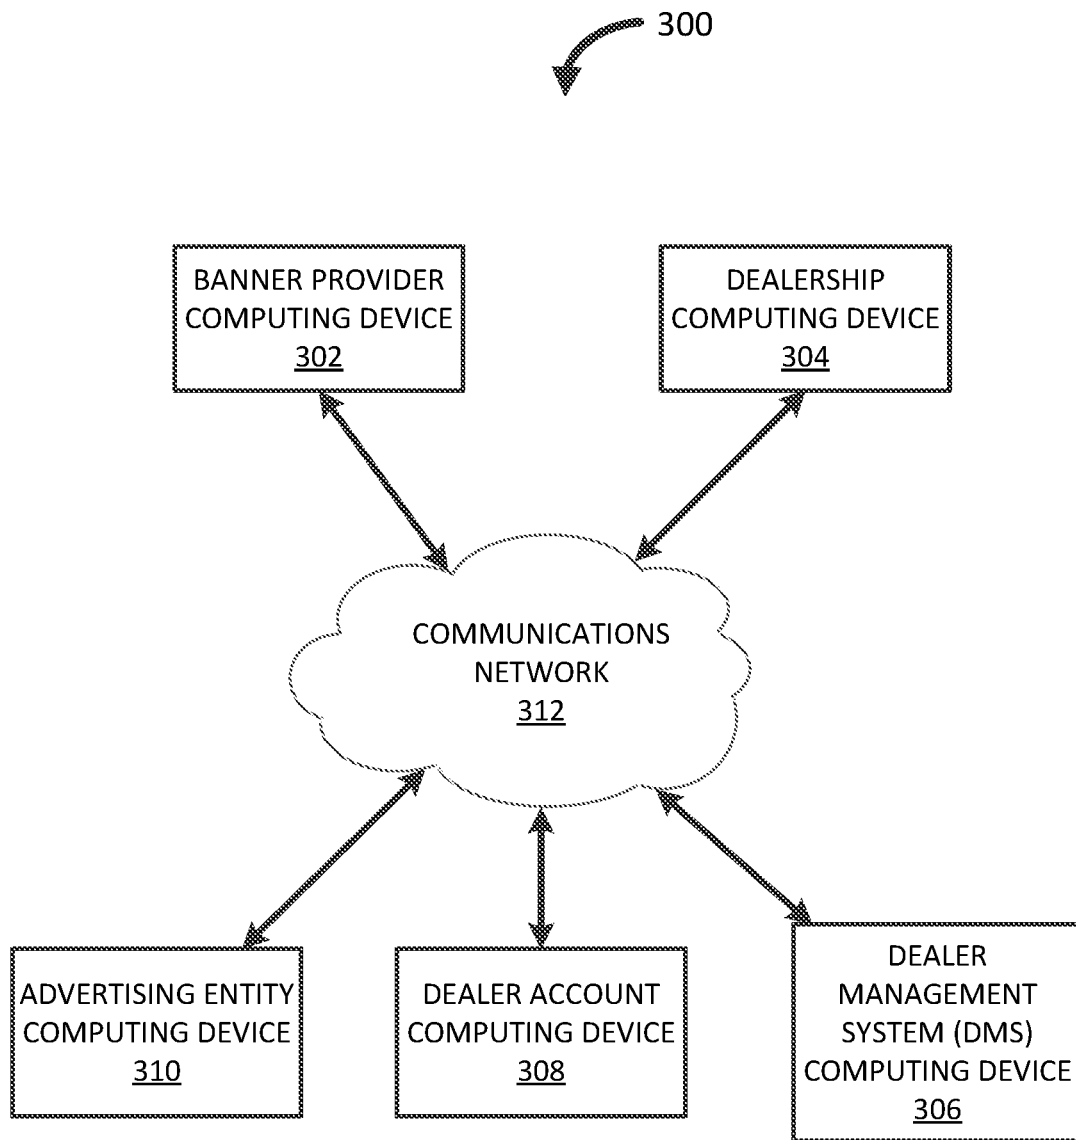 300
BANNER PROVIDER
COMPUTING DEVICE
302
DEALERSHIP
COMPUTING DEVICE
304
COMMUNICATIONS
NETWORK
312
ADVERTISING ENTITY
COMPUTING DEVICE
310
DEALER ACCOUNT
COMPUTING DEVICE
308
DEALER
MANAGEMENT
SYSTEM (DMS)
COMPUTING DEVICE
306